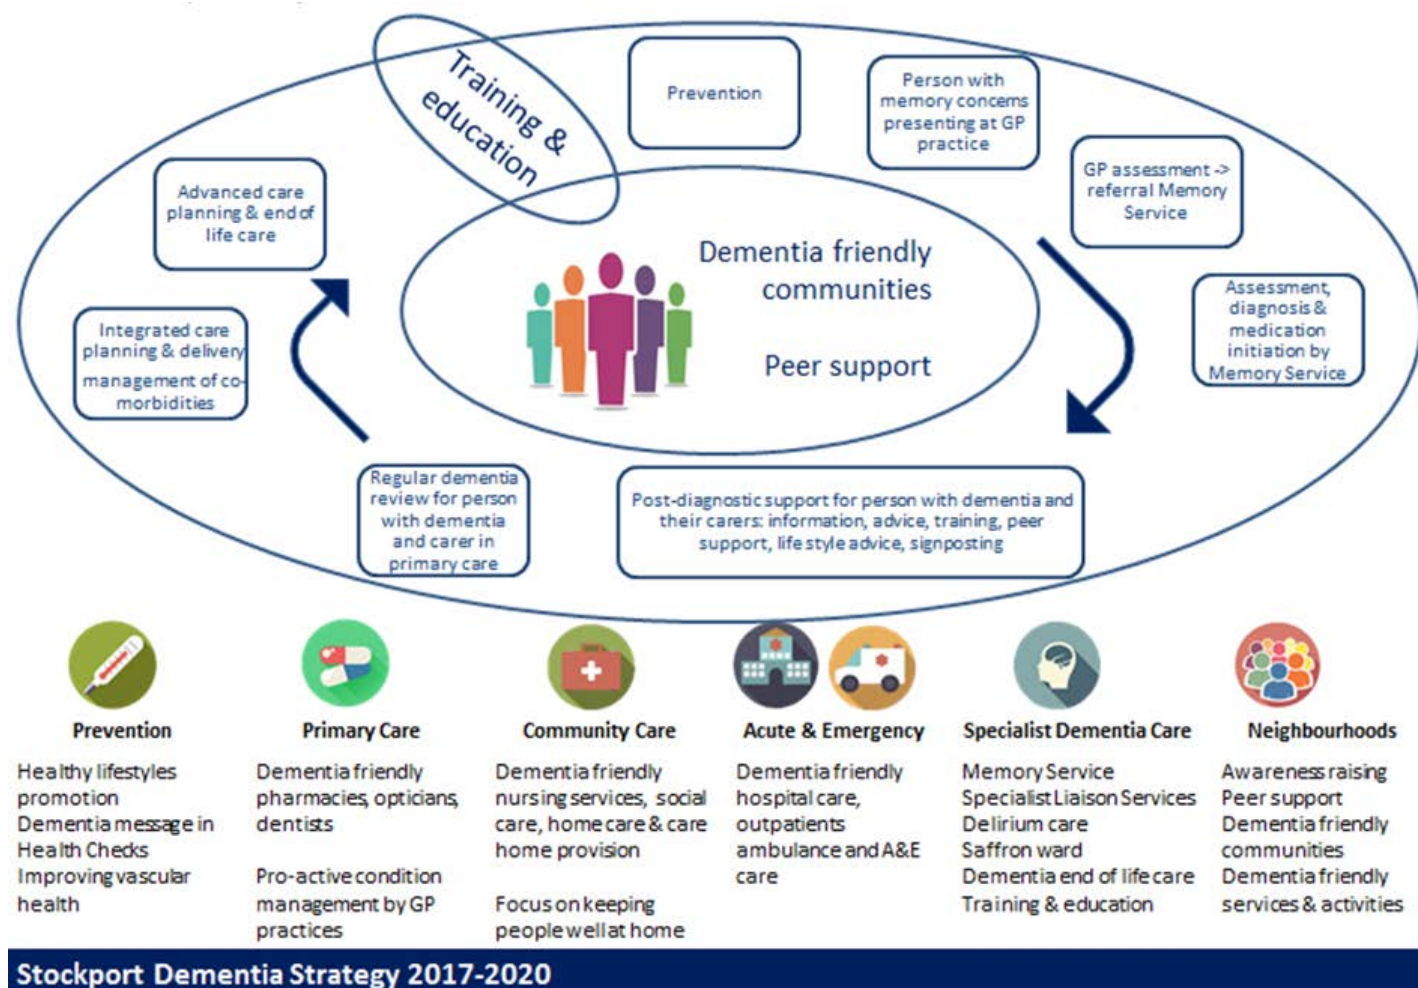 Training &
education
Prevention
Person with
memory concerns
presenting at GP
practice
GP assessment ->
referral Memory
Service
Assessment,
diagnosis &
medication
initiation by
Memory Service
Post-diagnostic support for person with dementia and
their carers: information, advice, training, peer
support, life style advice, signposting
Regular dementia
review for person
with dementia
and carer in
primary care
Integrated care
planning & delivery
management of co-
morbidities
Advanced care
planning & end of
life care
Dementia friendly
communities
Peer support
Prevention
Healthy lifestyles
promotion
Dementia message in
Health Checks
Improving vascular
health
Primary Care
Dementia friendly
pharmacies, opticians,
dentists
Pro-active condition
management by GP
practices
Community Care
Dementia friendly
nursing services, social
care, home care & care
home provision
Focus on keeping
people well at home
Acute & Emergency
Dementia friendly
hospital care,
outpatients
ambulance and A&E
care
Specialist Dementia Care
Memory Service
Specialist Liaison Services
Delirium care
Saffron ward
Dementia end of life care
Training & education
Neighbourhoods
Awareness raising
Peer support
Dementia friendly
communities
Dementia friendly
services & activities
Stockport Dementia Strategy 2017-2020